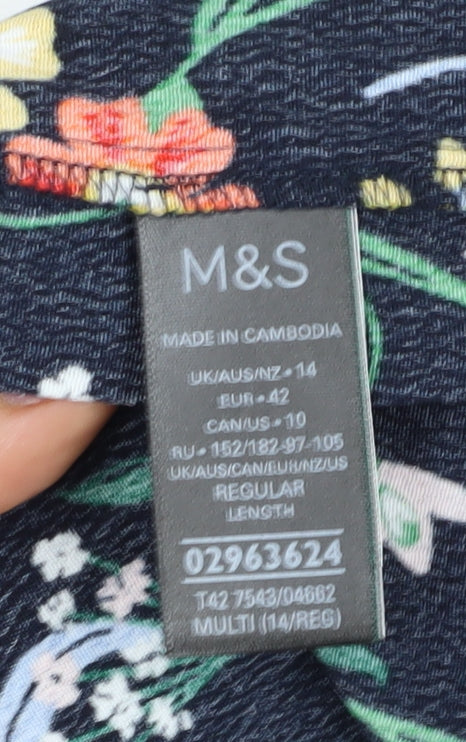 M&S
MADE IN CAMBODIA
UK/AUS/NZ • 14
EUR • 42
CAN/US • 10
RU • 152/182-97-105
UK/AUS/CAN/EUR/NZ/US
REGULAR
LENGTH
02963624
T42 7543/04662
MULTI (14/REG)